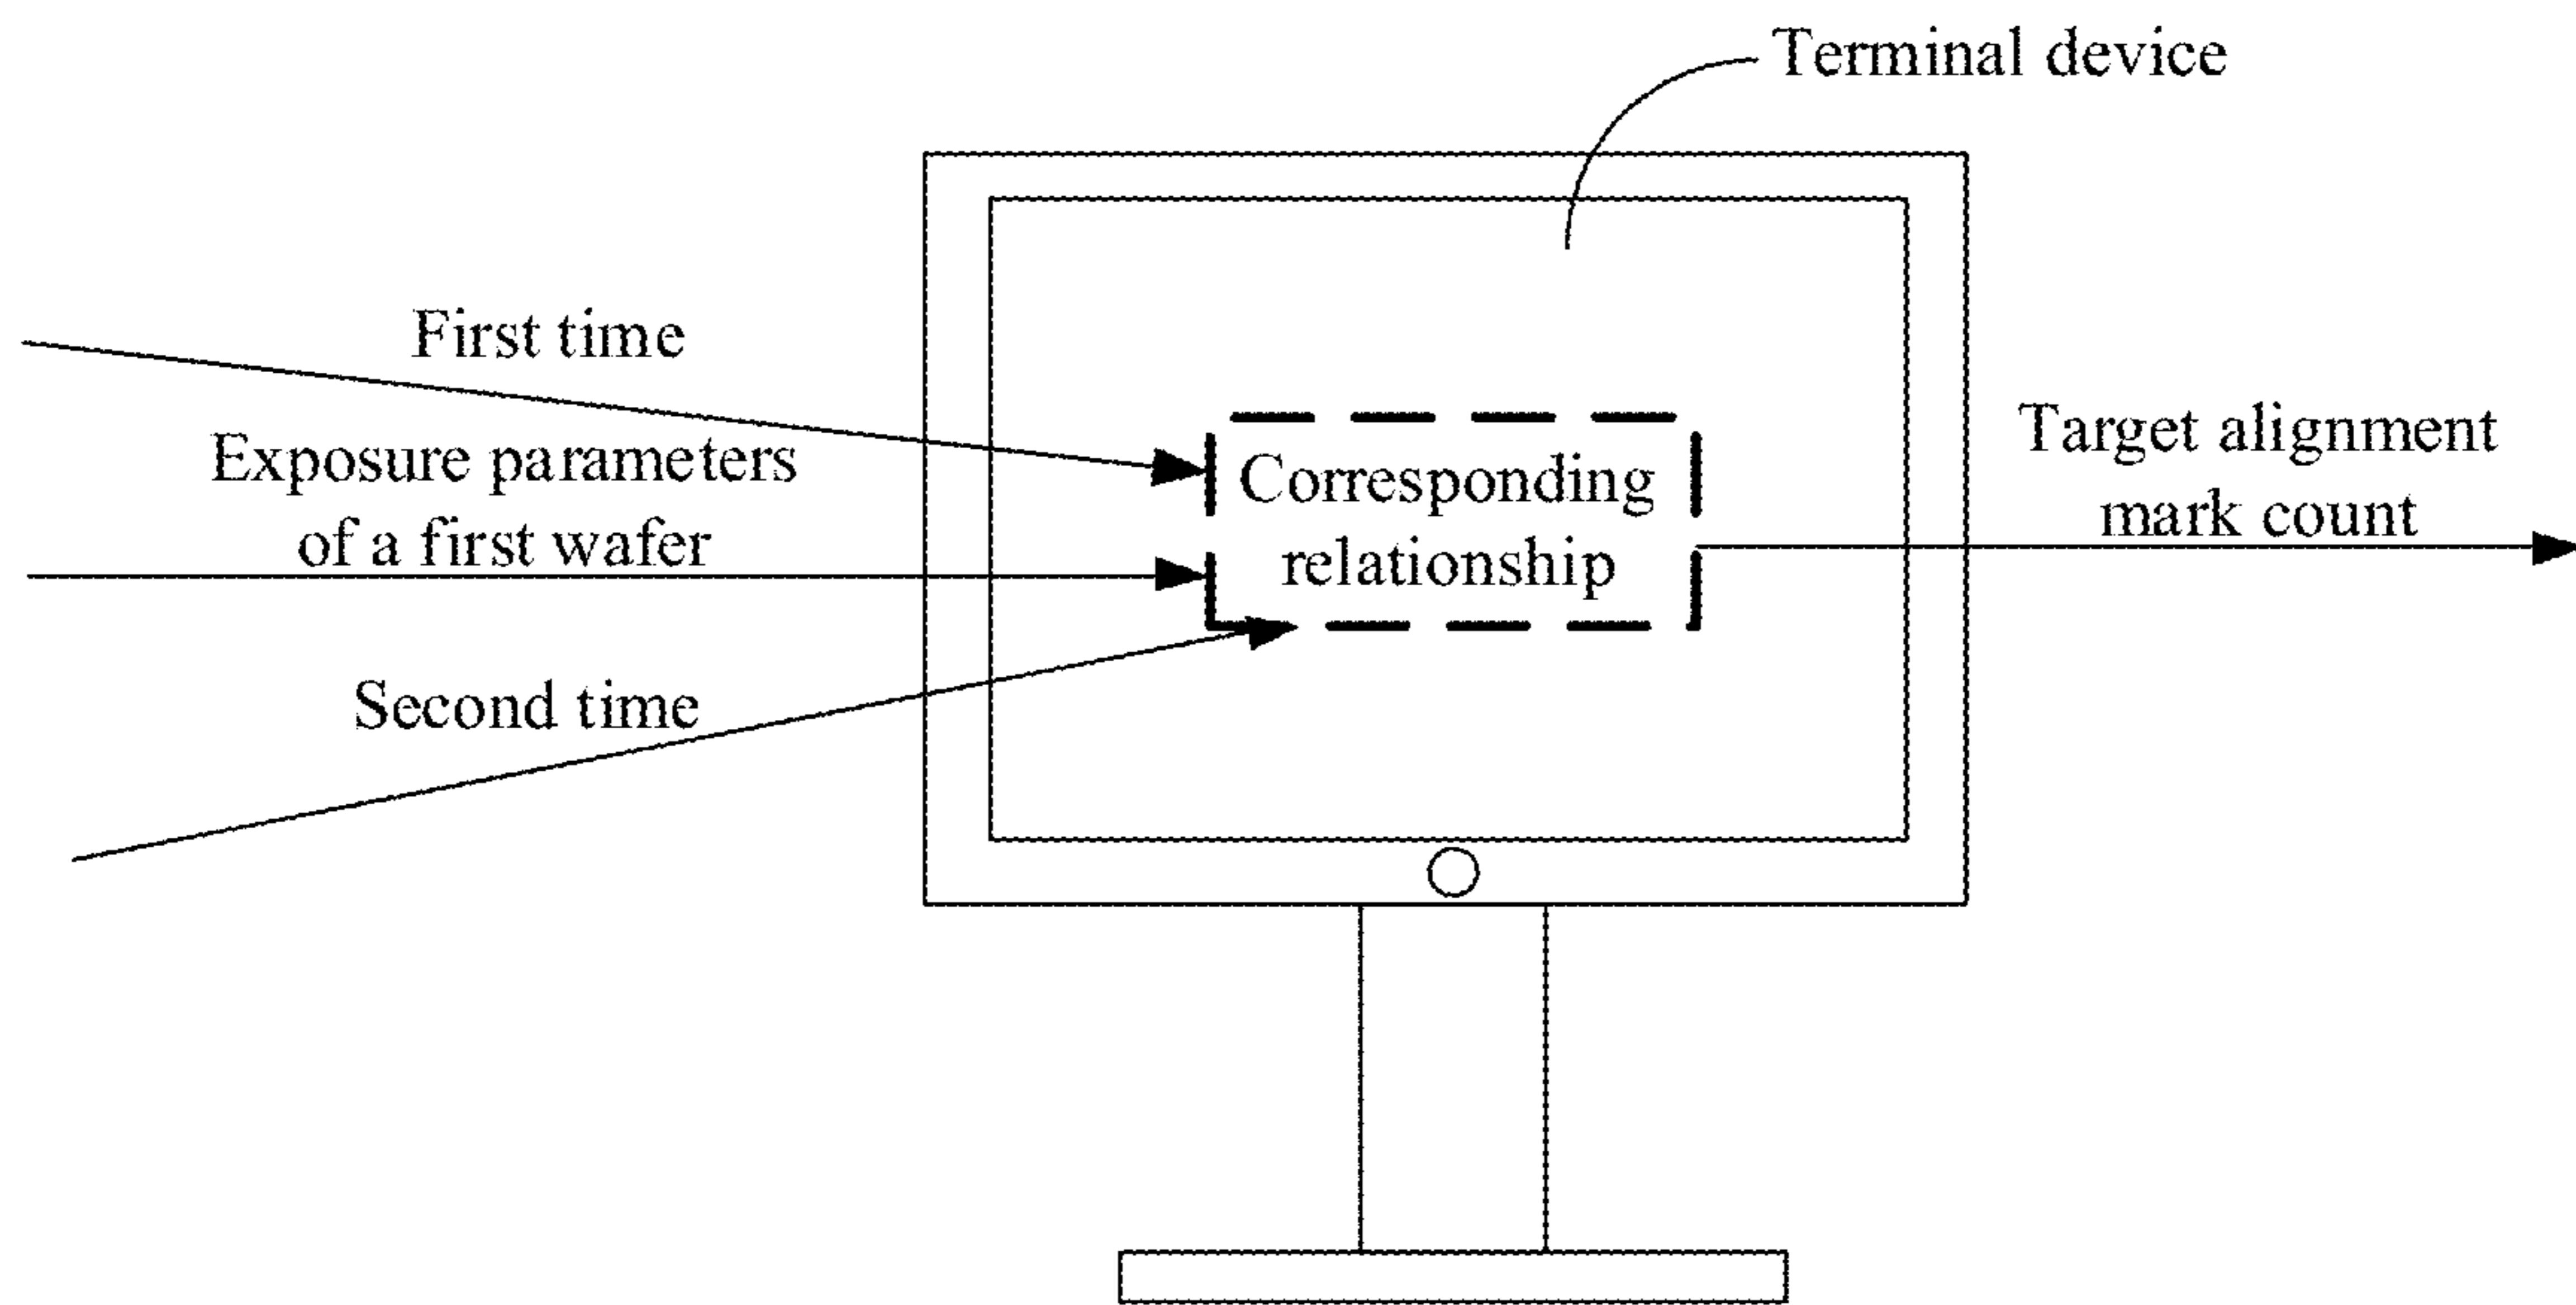 Terminal device
First time
Exposure parameters
of a first wafer
Second time
Corresponding
relationship
Target alignment
mark count